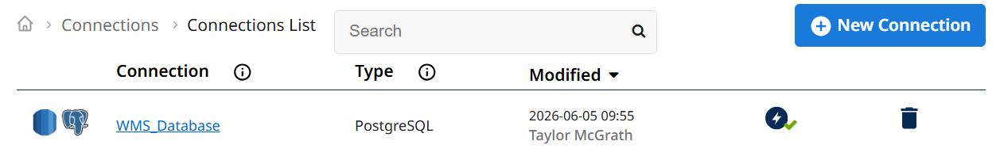 Connections
Connections List
Search
New Connection
Connection
Type
Modified
WMS_Database
PostgreSQL
2026-06-05 09:55
Taylor McGrath